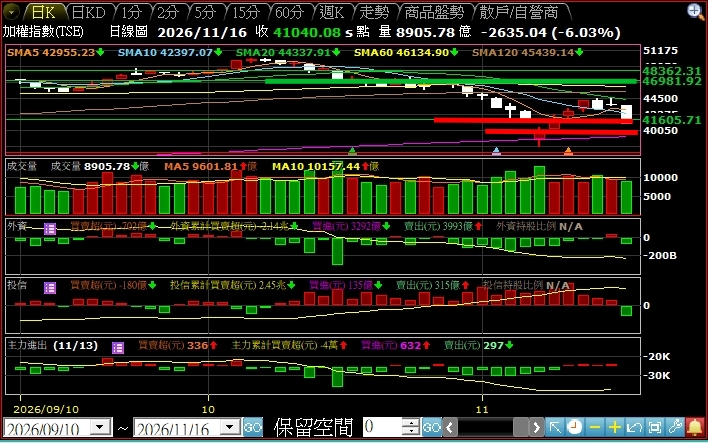 日K 日KD 1分 2分 5分 15分 60分 週K 走勢 商品盤勢 散戶/自營商
加權指數(TSE) 日線圖 2026/11/16 收 41040.08 s 點 量 8905.78 億 -2635.04 (-6.03%)
SMA5 42955.23 SMA10 42397.07 SMA20 44337.91 SMA60 46134.90 SMA120 45439.14
51175
48362.31
46981.92
44500
41605.71
40050
成交量 成交量 8905.78 億 MA5 9601.81 億 MA10 10157.44 億
10000
5000
外資 買賣超(元) -702億 外資累計買賣超(元) -2.14兆 買進(元) 3292億 賣出(元) 3993億 外資持股比例 N/A
0
-200B
投信 買賣超(元) -180億 投信累計買賣超(元) 2.45兆 買進(元) 135億 賣出(元) 315億 投信持股比例 N/A
0
主力進出 (11/13) 買賣超(元) 336 主力累計買賣超(元) -4萬 買進(元) 632 賣出(元) 297
20K
-30K
2026/09/10 10 11
2026/09/10 ~ 2026/11/16 GO 保留空間 0 GO